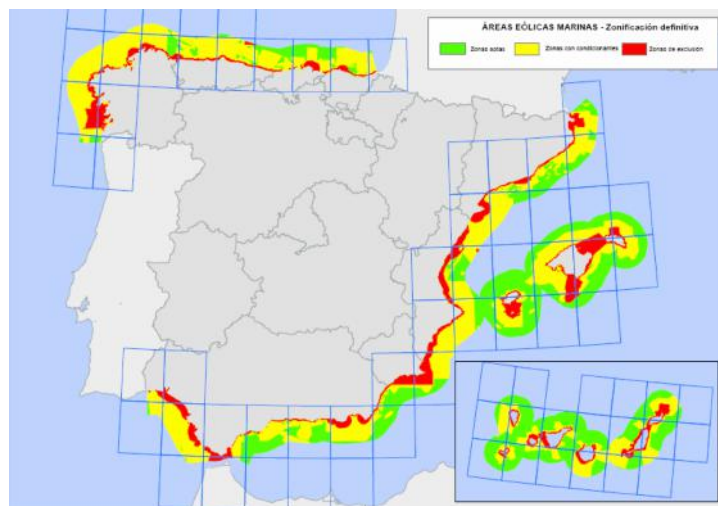 ÁREAS EÓLICAS MARINAS - Zonificación definitiva
Zonas aptas
Zonas con condicionantes
Zonas de exclusión